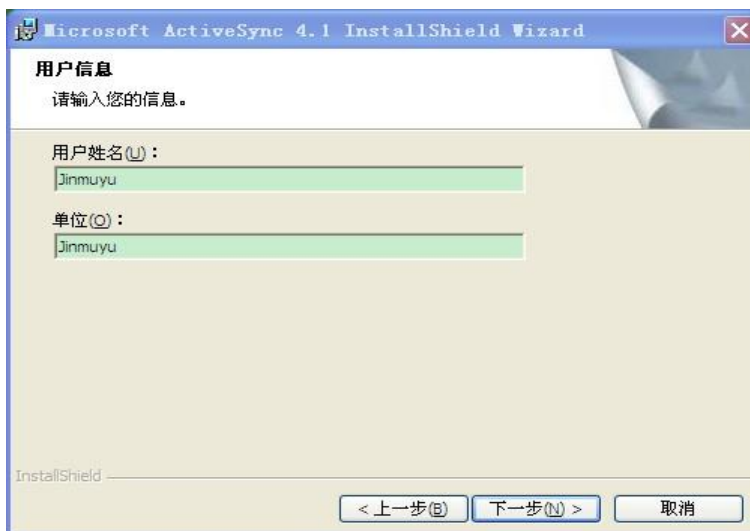 Microsoft ActiveSync 4.1 InstallShield Wizard
用户信息
请输入您的信息。
用户姓名(U)：
Jinmuyu
单位(O)：
Jinmuyu
InstallShield
< 上一步(B) 下一步(N) > 取消